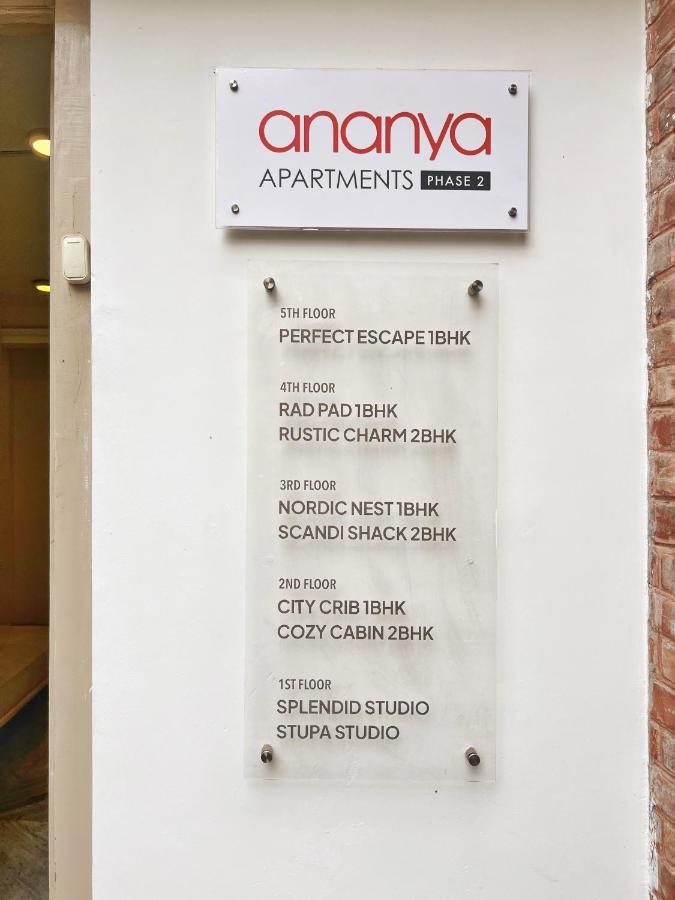 ananya
APARTMENTS PHASE 2
5TH FLOOR
PERFECT ESCAPE 1BHK
4TH FLOOR
RAD PAD 1BHK
RUSTIC CHARM 2BHK
3RD FLOOR
NORDIC NEST 1BHK
SCANDI SHACK 2BHK
2ND FLOOR
CITY CRIB 1BHK
COZY CABIN 2BHK
1ST FLOOR
SPLENDID STUDIO
STUPA STUDIO